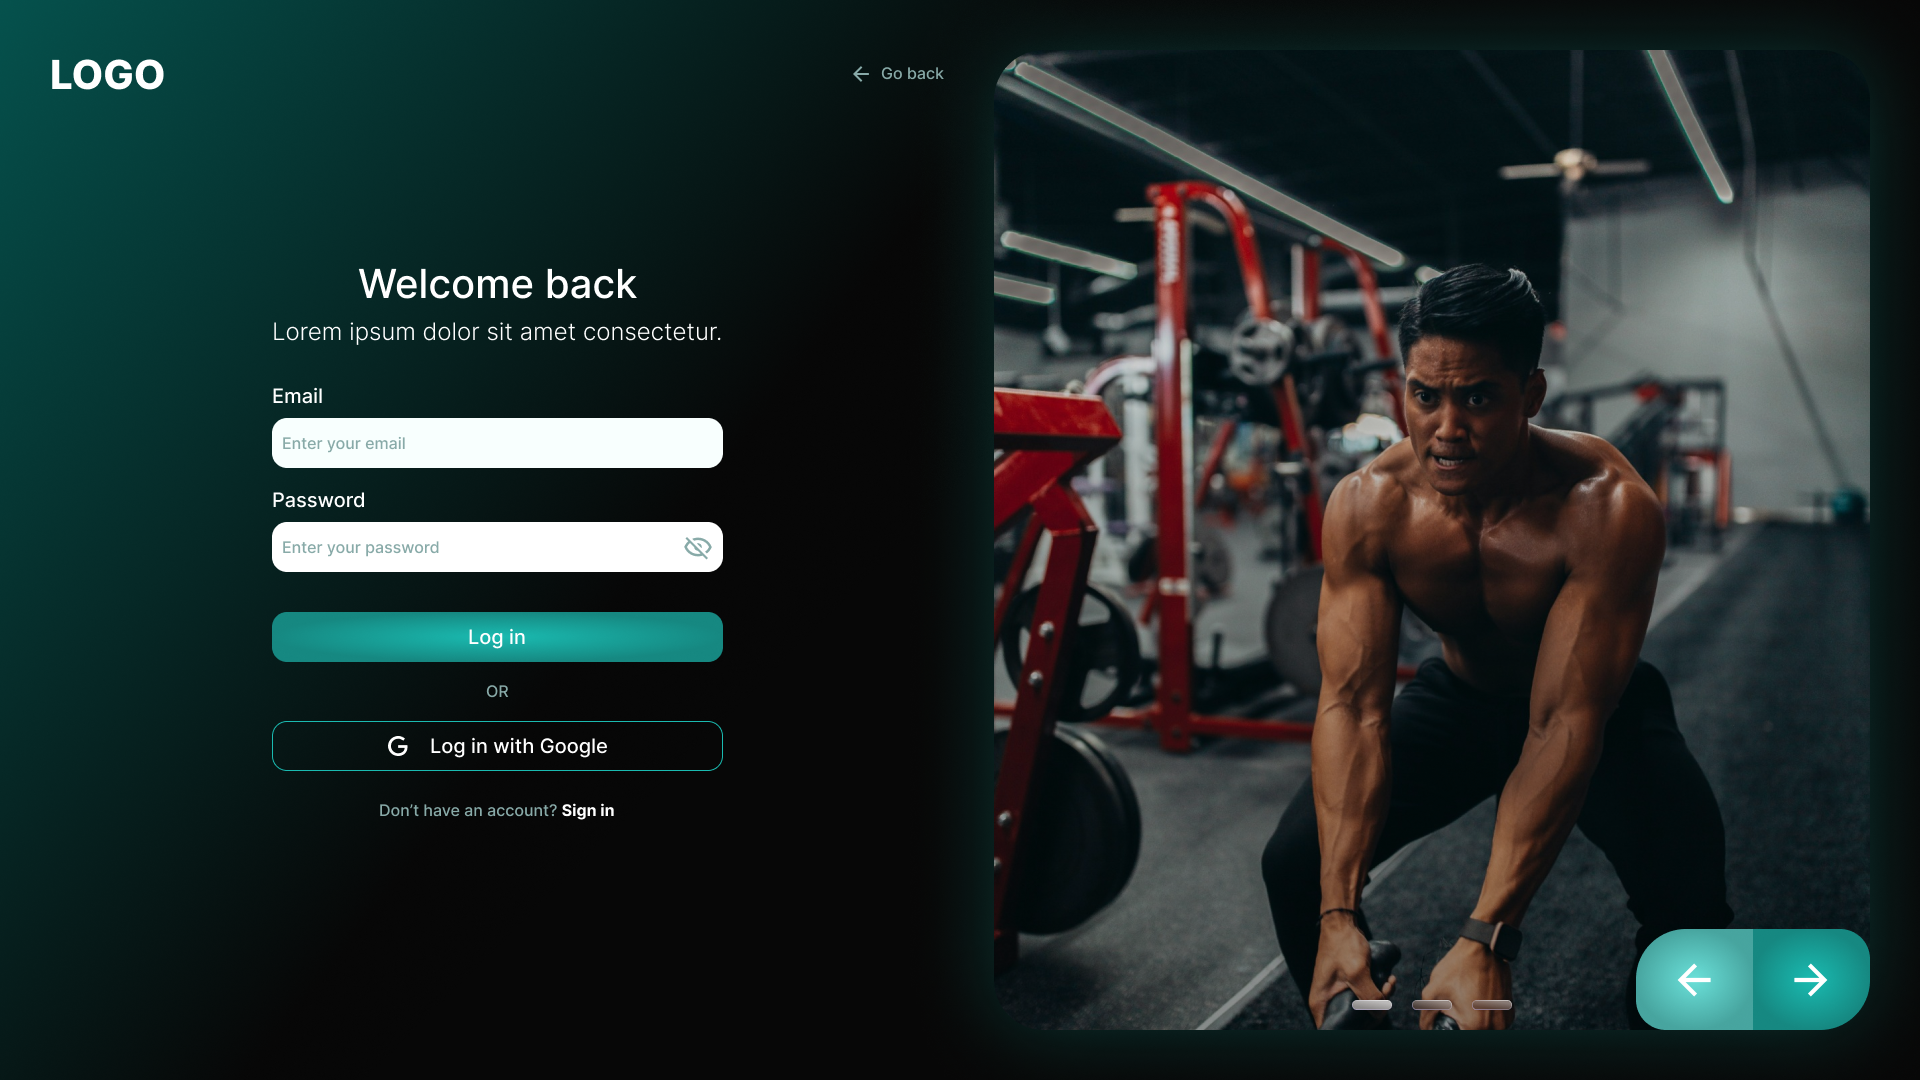 LOGO
Go back
Welcome back
Lorem ipsum dolor sit amet consectetur.
Email
Enter your email
Password
Enter your password
Log in
OR
G Log in with Google
Don’t have an account? Sign in